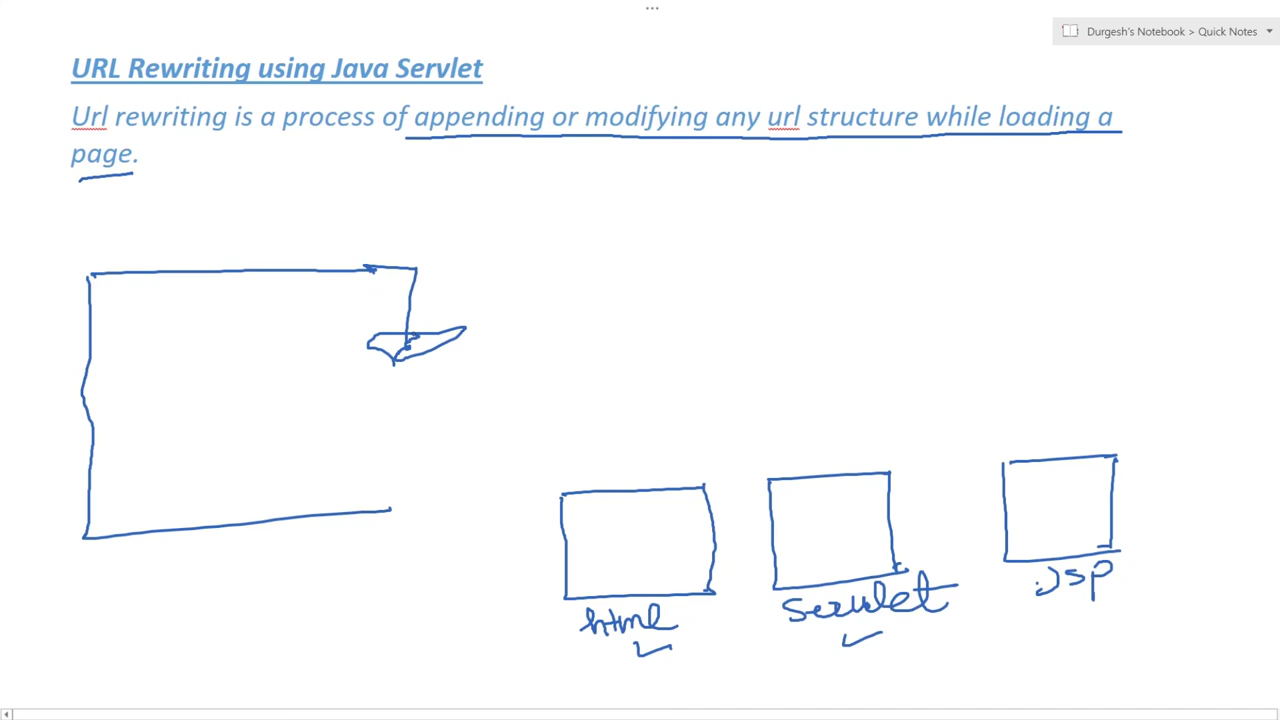 Durgesh's Notebook > Quick Notes
URL Rewriting using Java Servlet
Url rewriting is a process of appending or modifying any url structure while loading a
page.
html
Servlet
JSP